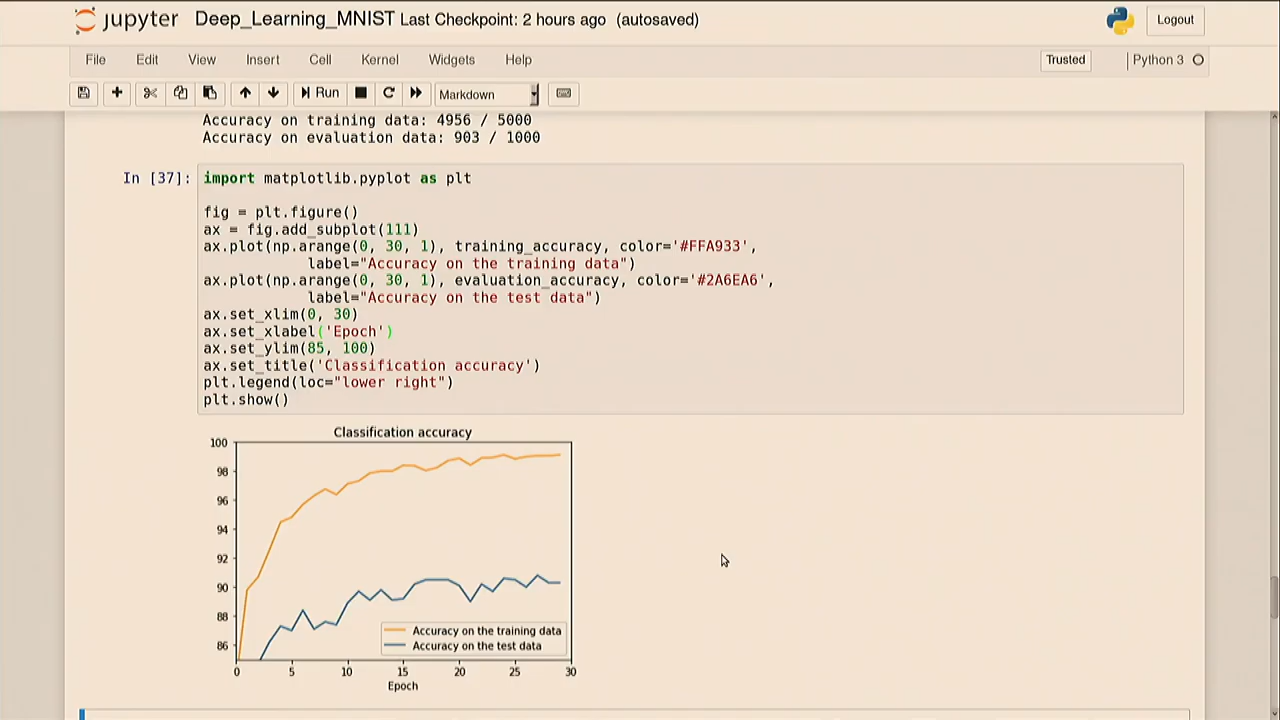 jupyter Deep_Learning_MNIST Last Checkpoint: 2 hours ago (autosaved) Logout
File Edit View Insert Cell Kernel Widgets Help Trusted Python 3
Run Markdown
Accuracy on training data: 4956 / 5000
Accuracy on evaluation data: 903 / 1000
In [37]: import matplotlib.pyplot as plt
fig = plt.figure()
ax = fig.add_subplot(111)
ax.plot(np.arange(0, 30, 1), training_accuracy, color='#FFA933',
label="Accuracy on the training data")
ax.plot(np.arange(0, 30, 1), evaluation_accuracy, color='#2A6EA6',
label="Accuracy on the test data")
ax.set_xlim(0, 30)
ax.set_xlabel('Epoch')
ax.set_ylim(85, 100)
ax.set_title('Classification accuracy')
plt.legend(loc="lower right")
plt.show()
Classification accuracy
100
98
96
94
92
90
88
86
Accuracy on the training data
Accuracy on the test data
0 5 10 15 20 25 30
Epoch